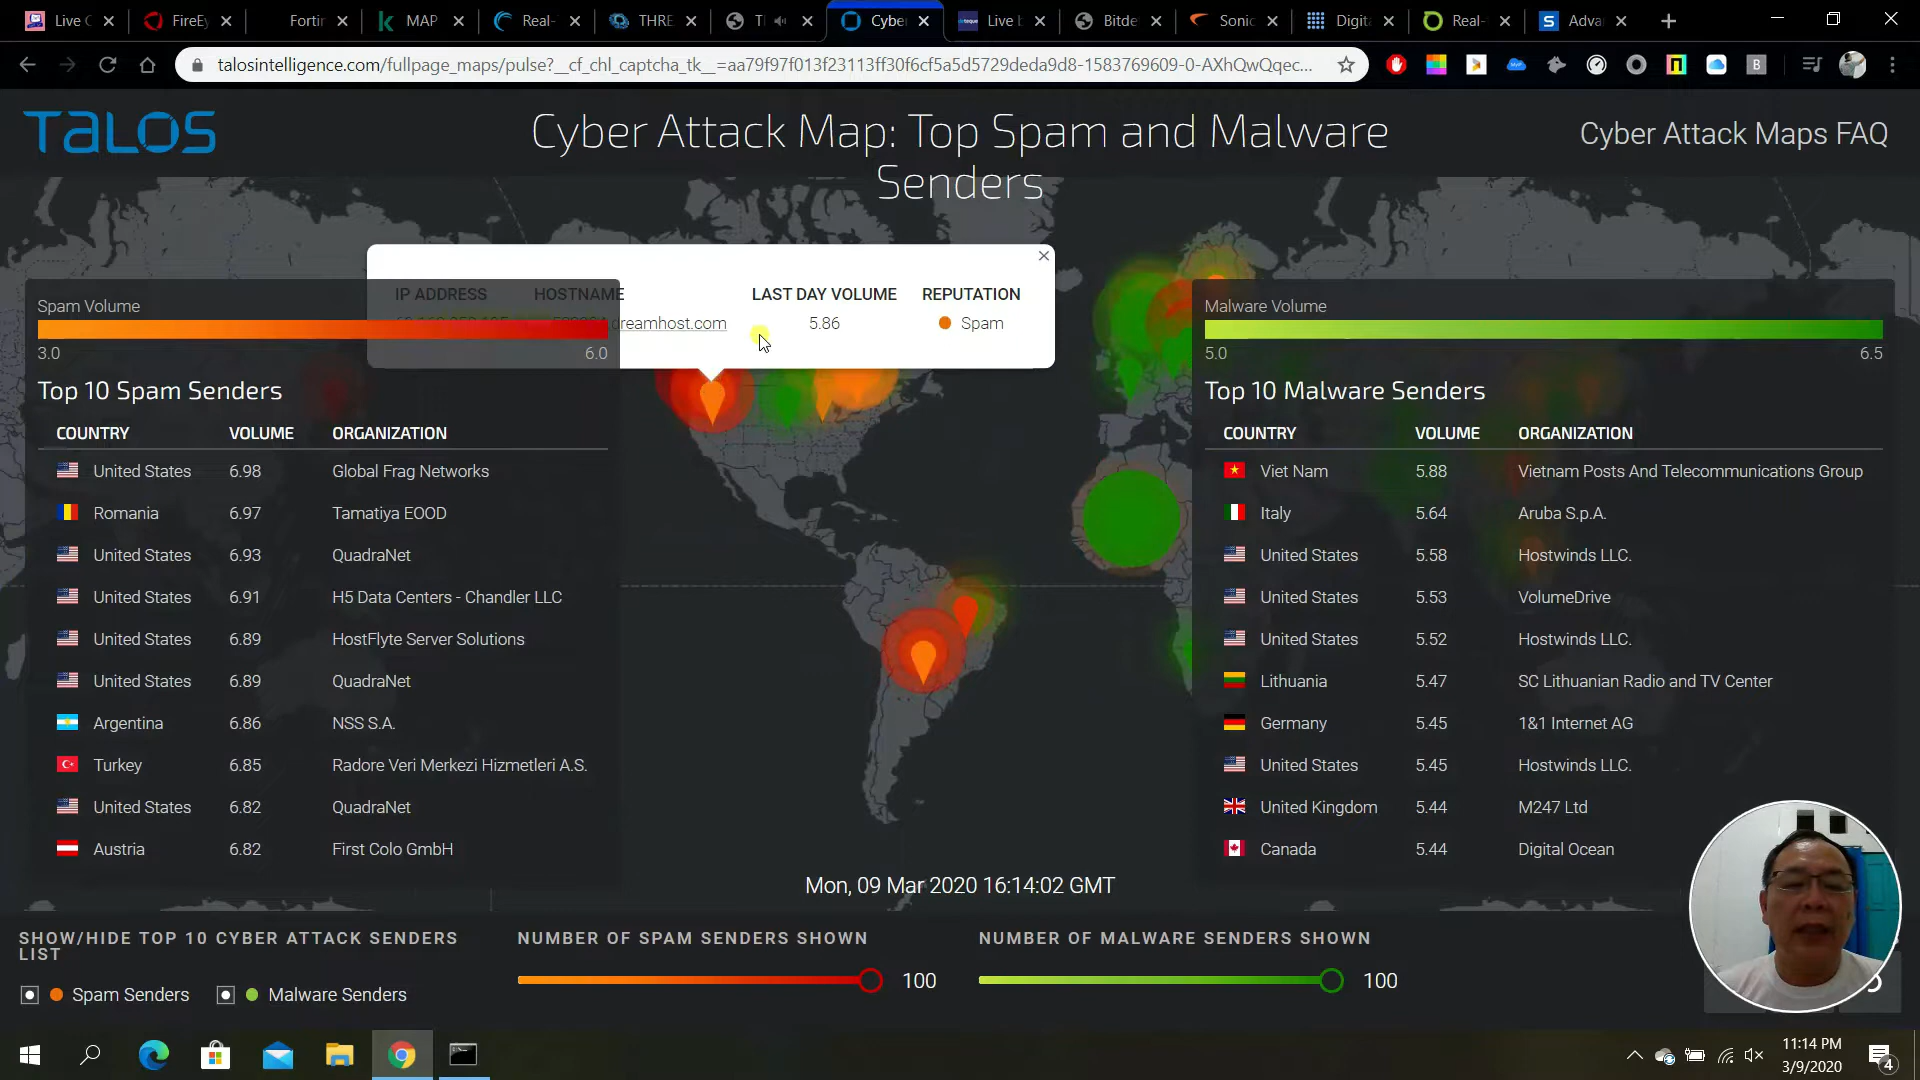 Live C
FireEy
Fortin
MAP
Real-
THRE
Cyber
Live b
Bitde
Sonic
Digita
Real-
Adva
talosintelligence.com/fullpage_maps/pulse?__cf_chl_captcha_tk__=aa79f97f013f23113ff30f6cf5a5d5729deda9d8-1583769609-0-AXhQwQqec...
TALOS
Cyber Attack Map: Top Spam and Malware
Senders
Cyber Attack Maps FAQ
IP ADDRESS HOSTNAME LAST DAY VOLUME REPUTATION
.dreamhost.com 5.86 Spam
Spam Volume
3.0 6.0
Top 10 Spam Senders
COUNTRY VOLUME ORGANIZATION
United States 6.98 Global Frag Networks
Romania 6.97 Tamatiya EOOD
United States 6.93 QuadraNet
United States 6.91 H5 Data Centers - Chandler LLC
United States 6.89 HostFlyte Server Solutions
United States 6.89 QuadraNet
Argentina 6.86 NSS S.A.
Turkey 6.85 Radore Veri Merkezi Hizmetleri A.S.
United States 6.82 QuadraNet
Austria 6.82 First Colo GmbH
Malware Volume
5.0 6.5
Top 10 Malware Senders
COUNTRY VOLUME ORGANIZATION
Viet Nam 5.88 Vietnam Posts And Telecommunications Group
Italy 5.64 Aruba S.p.A.
United States 5.58 Hostwinds LLC.
United States 5.53 VolumeDrive
United States 5.52 Hostwinds LLC.
Lithuania 5.47 SC Lithuanian Radio and TV Center
Germany 5.45 1&1 Internet AG
United States 5.45 Hostwinds LLC.
United Kingdom 5.44 M247 Ltd
Canada 5.44 Digital Ocean
Mon, 09 Mar 2020 16:14:02 GMT
SHOW/HIDE TOP 10 CYBER ATTACK SENDERS
LIST
Spam Senders Malware Senders
NUMBER OF SPAM SENDERS SHOWN
100
NUMBER OF MALWARE SENDERS SHOWN
100
11:14 PM
3/9/2020
4